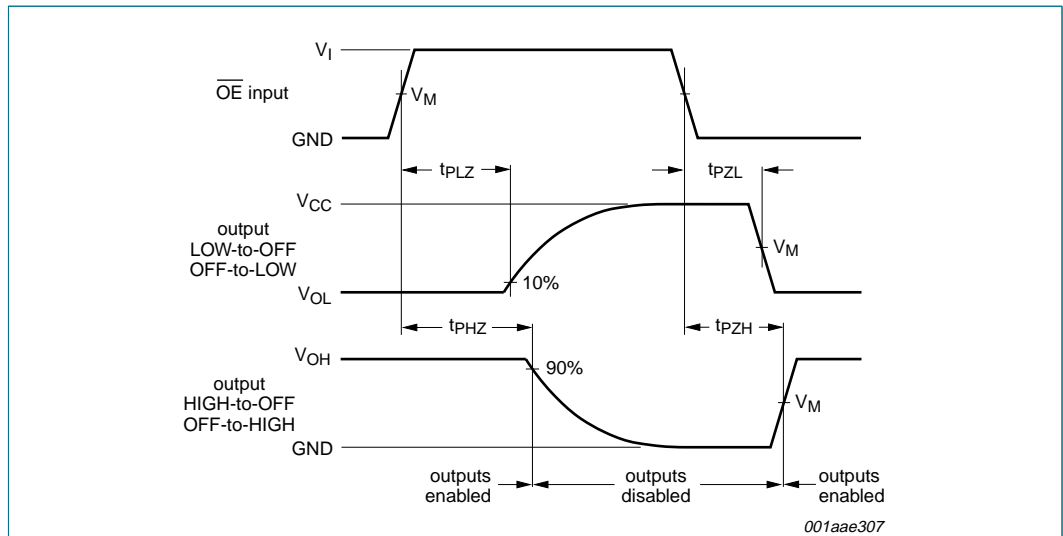 V_I
OE input
V_M
GND
t_PLZ
t_PZL
V_CC
output
LOW-to-OFF
OFF-to-LOW
V_M
10%
V_OL
t_PHZ
t_PZH
V_OH
90%
output
HIGH-to-OFF
OFF-to-HIGH
V_M
GND
outputs
enabled
outputs
disabled
outputs
enabled
001aae307